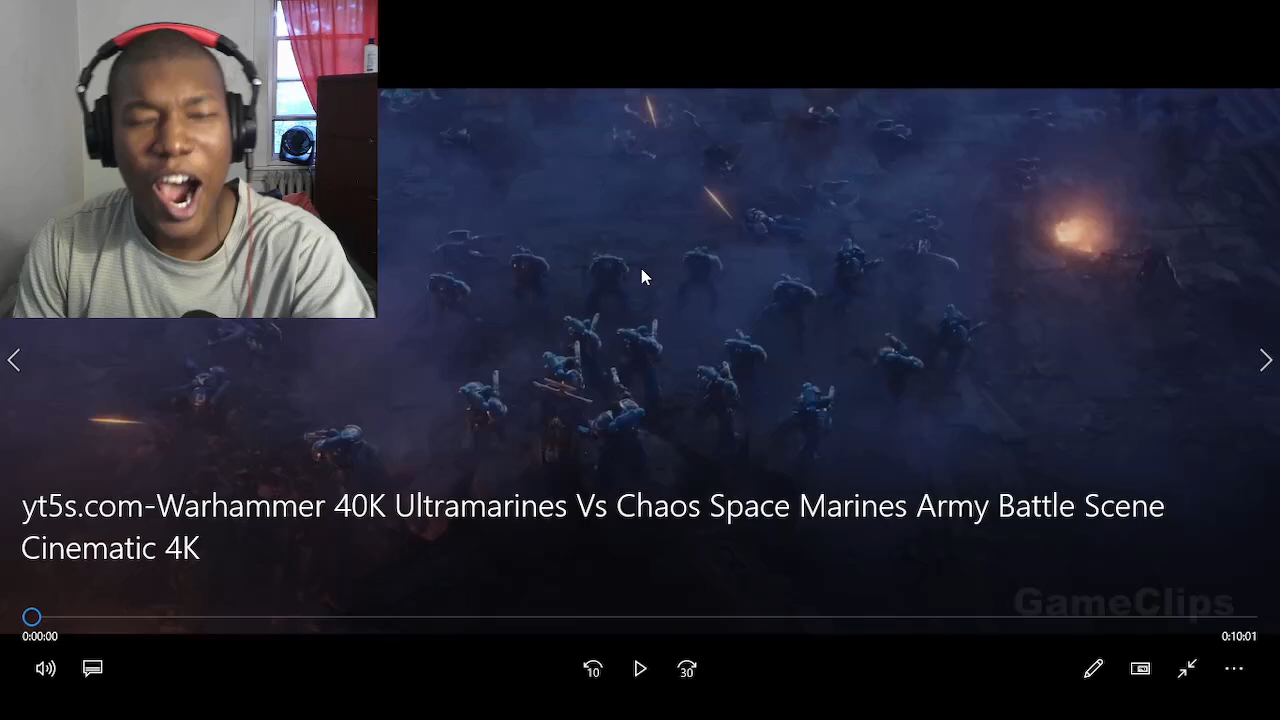 yt5s.com-Warhammer 40K Ultramarines Vs Chaos Space Marines Army Battle Scene
Cinematic 4K
GameClips
0:00:00
0:10:01
10
30